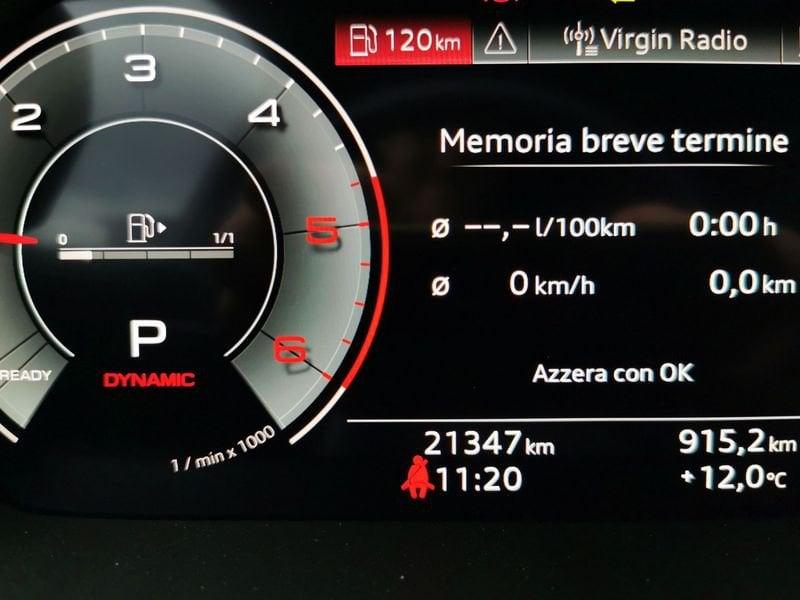 120 km
Virgin Radio
2
3
4
5
6
0
1/1
P
DYNAMIC
READY
1 / min x 1000
Memoria breve termine
ø --,- l/100km 0:00 h
ø 0 km/h 0,0 km
Azzera con OK
21347 km 915,2 km
11:20 +12,0 °C